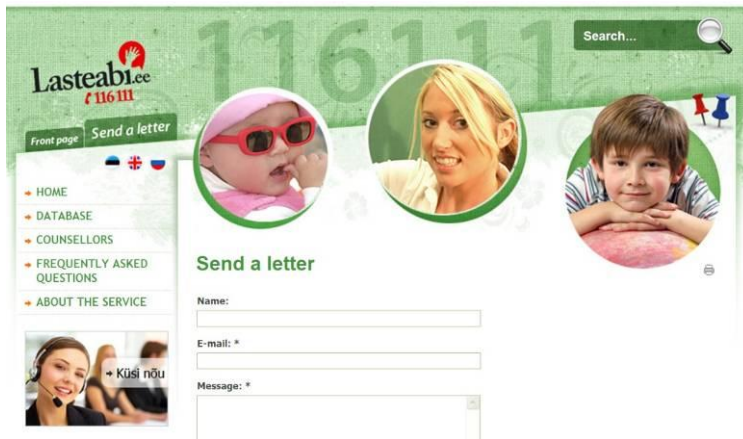 116111
Search...
Lasteabi.ee
116 111
Front page
Send a letter
HOME
DATABASE
COUNSELLORS
FREQUENTLY ASKED
QUESTIONS
ABOUT THE SERVICE
Küsi nõu
Send a letter
Name:
E-mail: *
Message: *